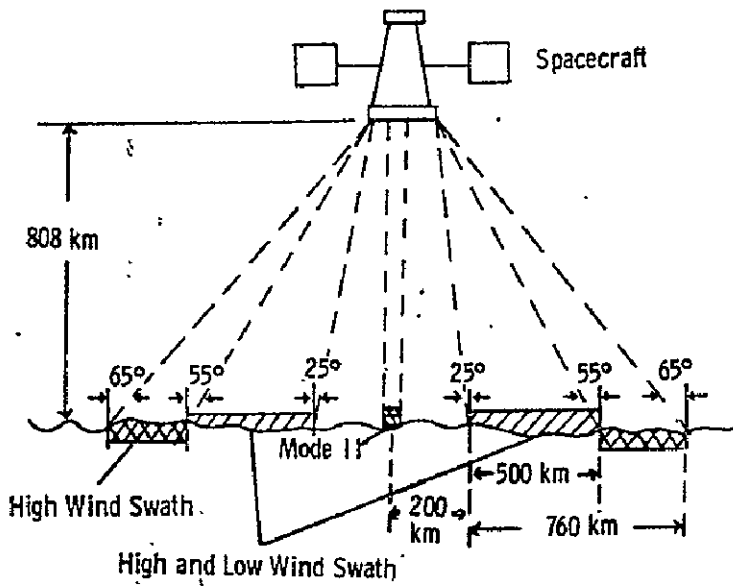 Spacecraft
808 km
65° 55° 25° 25° 55° 65°
Mode II
High Wind Swath
500 km
200 km
760 km
High and Low Wind Swath